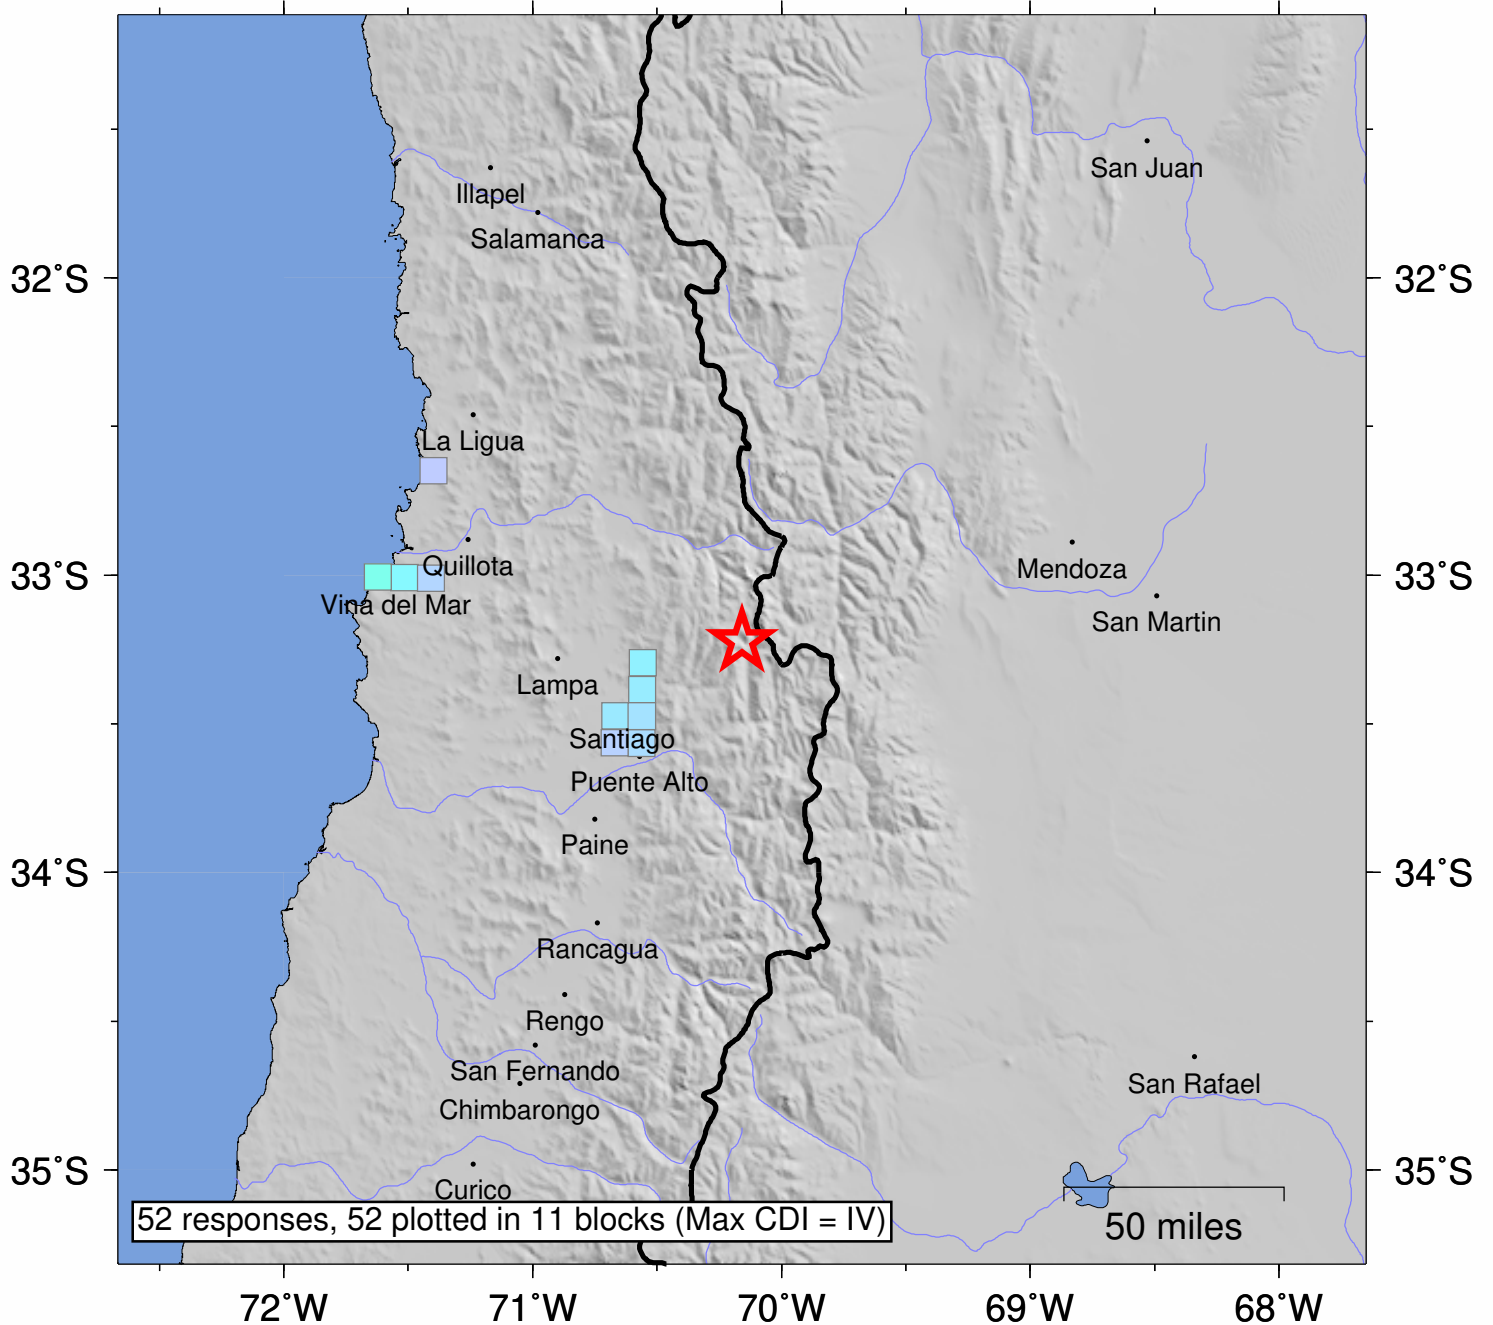 San Juan
Illapel
Salamanca
32°S
32°S
La Ligua
Quillota
33°S
33°S
Mendoza
Vina del Mar
San Martin
Lampa
Santiago
Puente Alto
Paine
34°S
34°S
Rancagua
Rengo
San Fernando
San Rafael
Chimbarongo
35°S
35°S
Curico
52 responses, 52 plotted in 11 blocks (Max CDI = IV)
50 miles
72°W
71°W
70°W
69°W
68°W